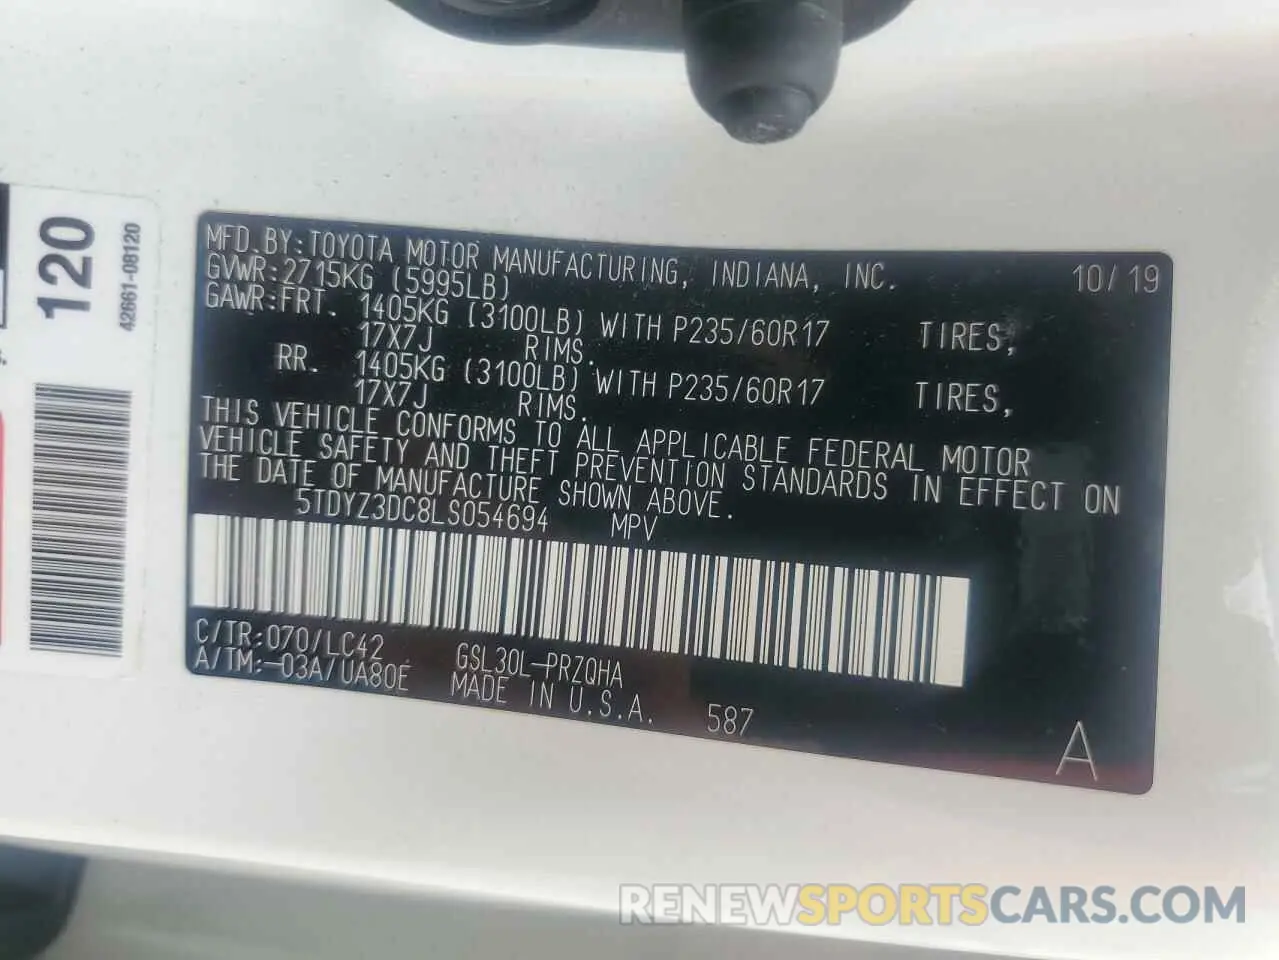 120
42661-08120
MFD.BY:TOYOTA MOTOR MANUFACTURING, INDIANA, INC. 10/19
GVWR:2715KG (5995LB)
GAWR:FRT. 1405KG (3100LB) WITH P235/60R17 TIRES,
17X7J RIMS.
RR. 1405KG (3100LB) WITH P235/60R17 TIRES,
17X7J RIMS.
THIS VEHICLE CONFORMS TO ALL APPLICABLE FEDERAL MOTOR
VEHICLE SAFETY AND THEFT PREVENTION STANDARDS IN EFFECT ON
THE DATE OF MANUFACTURE SHOWN ABOVE.
5TDYZ3DC8LS054694 MPV
C/TR:070/LC42 GSL30L-PRZQHA
A/TM:-03A/UA80E MADE IN U.S.A. 587
A
RENEWSPORTSCARS.COM